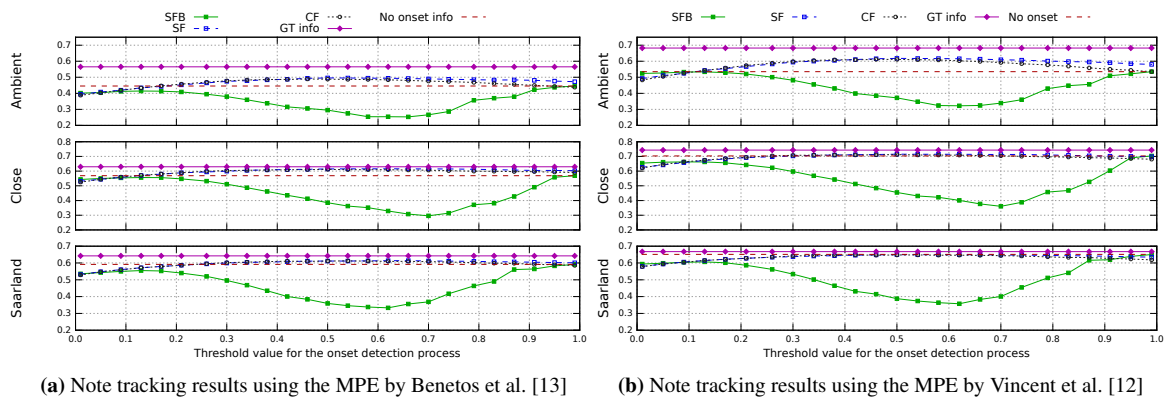 SFB CF No onset info
SF GT info
Ambient
0.7
0.6
0.5
0.4
0.3
0.2
Close
0.8
0.7
0.6
0.5
0.4
0.3
0.2
Saarland
0.7
0.6
0.5
0.4
0.3
0.2
0.0 0.1 0.2 0.3 0.4 0.5 0.6 0.7 0.8 0.9 1.0
Threshold value for the onset detection process
(a) Note tracking results using the MPE by Benetos et al. [13]
SFB SF CF GT info No onset
Ambient
0.7
0.6
0.5
0.4
0.3
0.2
Close
0.8
0.7
0.6
0.5
0.4
0.3
0.2
Saarland
0.7
0.6
0.5
0.4
0.3
0.2
0.0 0.1 0.2 0.3 0.4 0.5 0.6 0.7 0.8 0.9 1.0
Threshold value for the onset detection process
(b) Note tracking results using the MPE by Vincent et al. [12]